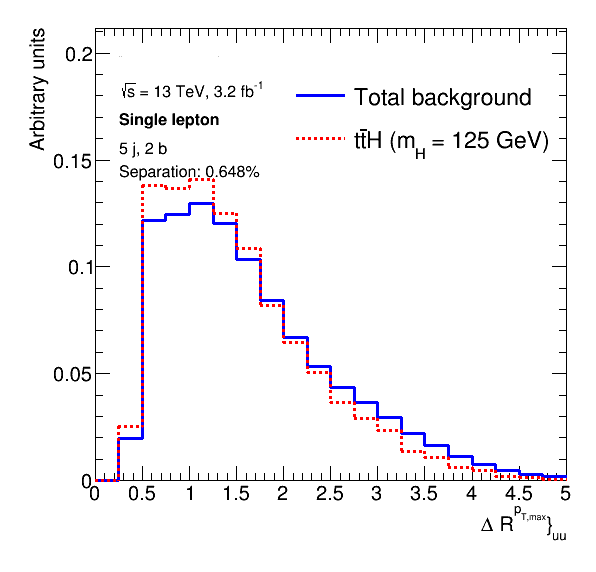 Arbitrary units
0.2
0.15
0.1
0.05
0
√s = 13 TeV, 3.2 fb⁻¹
Single lepton
5 j, 2 b
Separation: 0.648%
Total background
tt̄H (m_H = 125 GeV)
0 0.5 1 1.5 2 2.5 3 3.5 4 4.5 5
Δ R^{p_{T,max}}}_{uu}